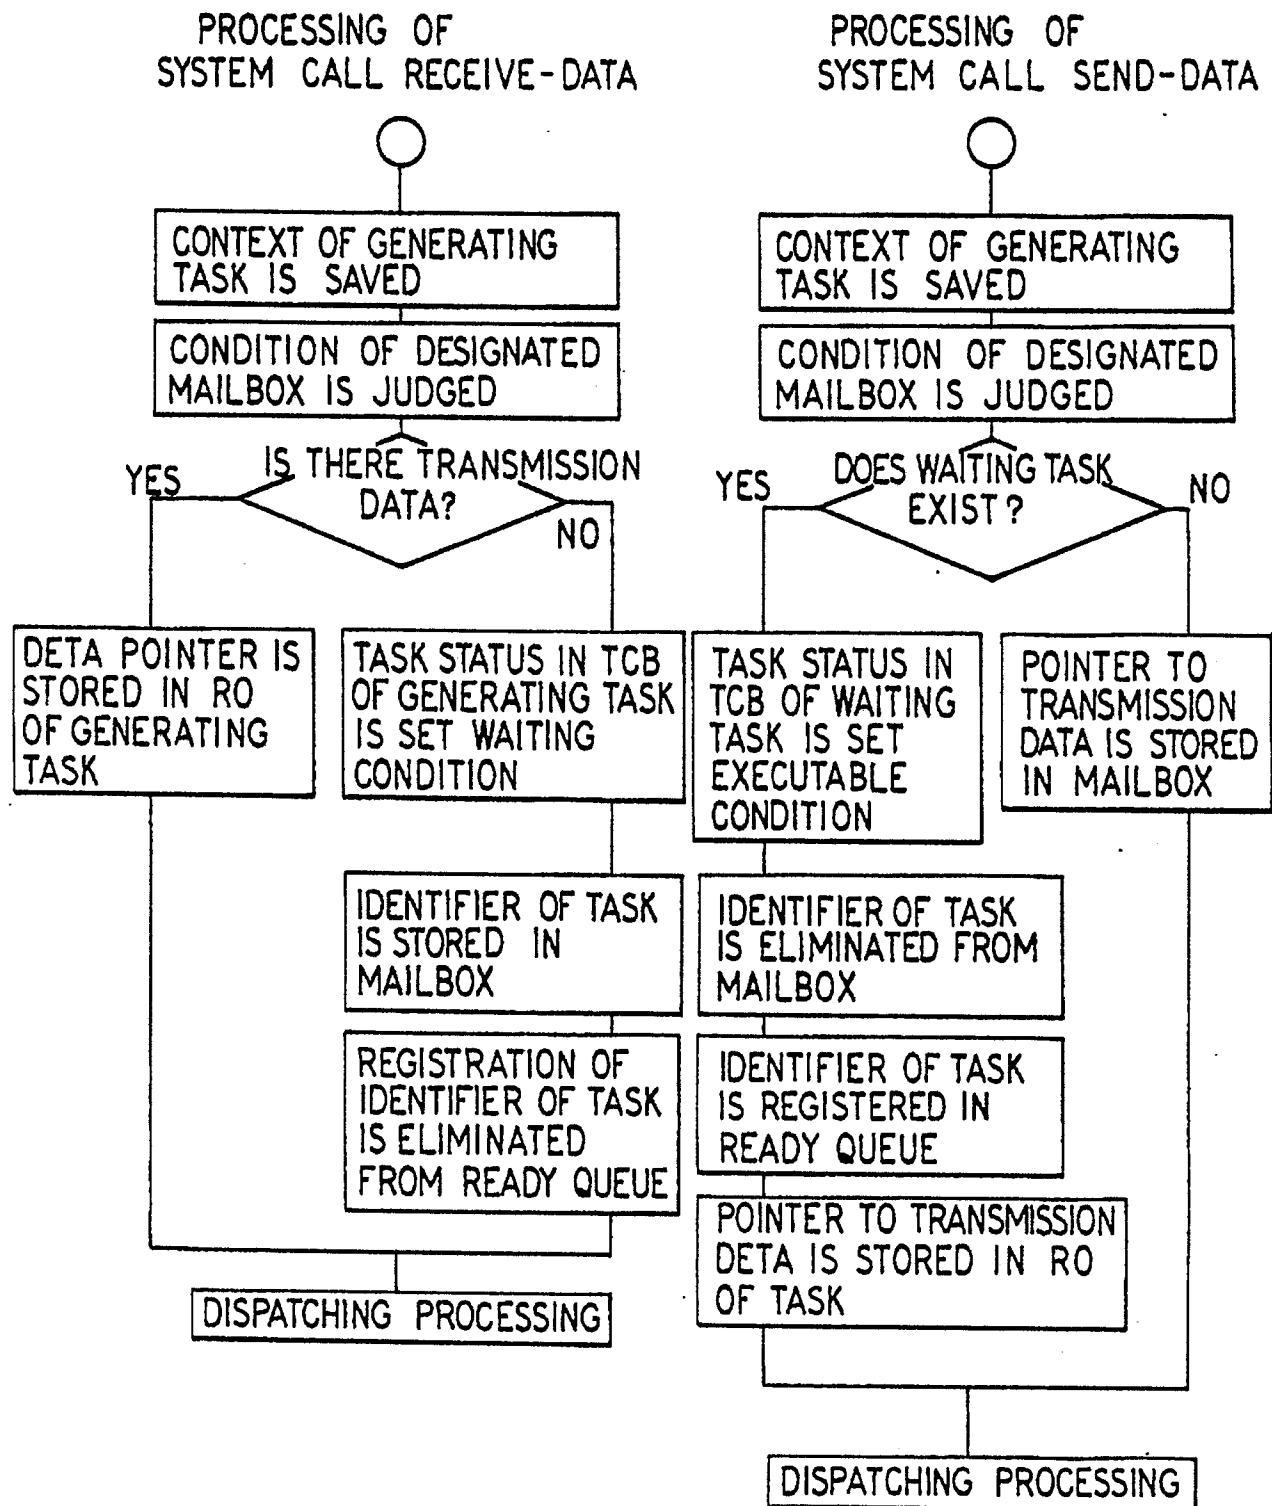 PROCESSING OF
SYSTEM CALL RECEIVE-DATA
CONTEXT OF GENERATING
TASK IS SAVED
CONDITION OF DESIGNATED
MAILBOX IS JUDGED
IS THERE TRANSMISSION
DATA?
YES
NO
DETA POINTER IS
STORED IN RO
OF GENERATING
TASK
TASK STATUS IN TCB
OF GENERATING TASK
IS SET WAITING
CONDITION
IDENTIFIER OF TASK
IS STORED IN
MAILBOX
REGISTRATION OF
IDENTIFIER OF TASK
IS ELIMINATED
FROM READY QUEUE
DISPATCHING PROCESSING
PROCESSING OF
SYSTEM CALL SEND-DATA
CONTEXT OF GENERATING
TASK IS SAVED
CONDITION OF DESIGNATED
MAILBOX IS JUDGED
DOES WAITING TASK
EXIST?
YES
NO
TASK STATUS IN
TCB OF WAITING
TASK IS SET
EXECUTABLE
CONDITION
POINTER TO
TRANSMISSION
DATA IS STORED
IN MAILBOX
IDENTIFIER OF TASK
IS ELIMINATED FROM
MAILBOX
IDENTIFIER OF TASK
IS REGISTERED IN
READY QUEUE
POINTER TO TRANSMISSION
DETA IS STORED IN RO
OF TASK
DISPATCHING PROCESSING